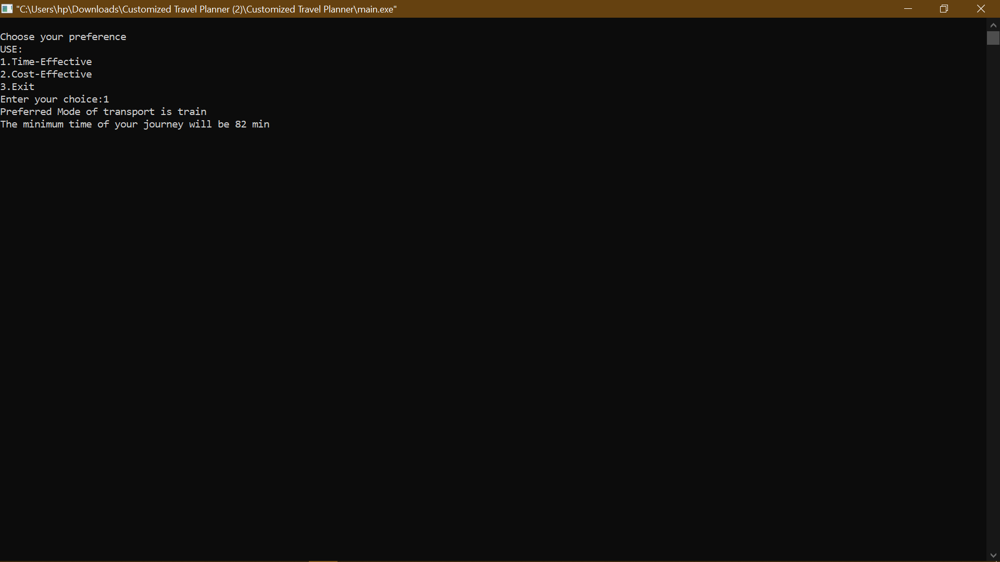 "C:\Users\hp\Downloads\Customized Travel Planner (2)\Customized Travel Planner\main.exe"
Choose your preference
USE:
1.Time-Effective
2.Cost-Effective
3.Exit
Enter your choice:1
Preferred Mode of transport is train
The minimum time of your journey will be 82 min